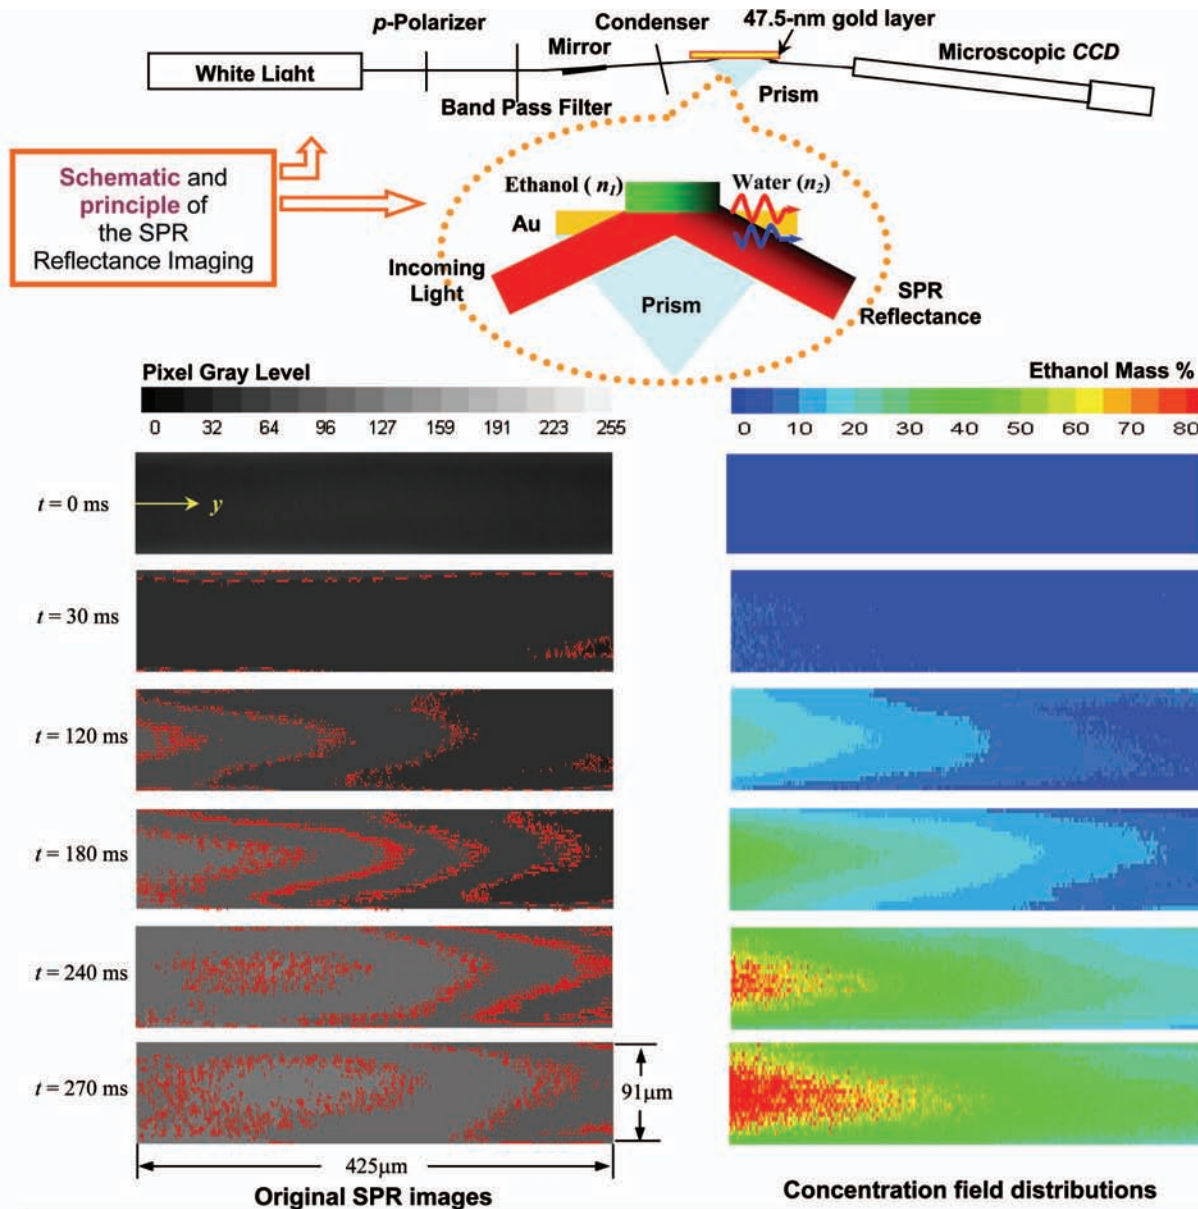 p-Polarizer
Condenser
47.5-nm gold layer
Mirror
Microscopic CCD
White Light
Band Pass Filter
Prism
Schematic and
principle of
the SPR
Reflectance Imaging
Ethanol ( n1)
Water (n2)
Au
Incoming
Light
Prism
SPR
Reflectance
Pixel Gray Level
0 32 64 96 127 159 191 223 255
Ethanol Mass %
0 10 20 30 40 50 60 70 80
t = 0 ms
y
t = 30 ms
t = 120 ms
t = 180 ms
t = 240 ms
t = 270 ms
91μm
425μm
Original SPR images
Concentration field distributions